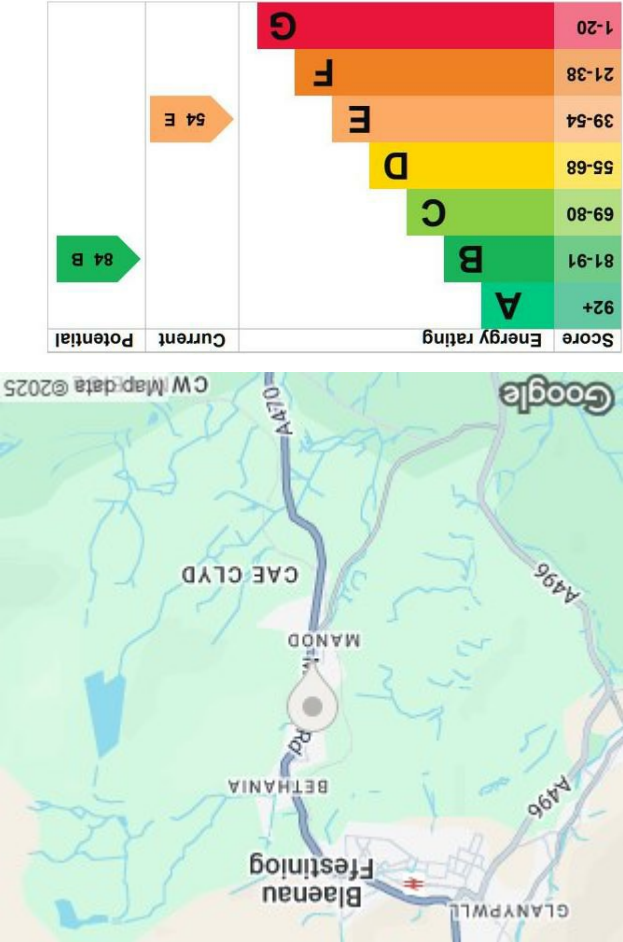 GLANYPWLL
Blaenau
Ffestiniog
A496
BETHANIA
Rd
MANOD
A496
CAE CLYD
A470
Google
Map data ©2025
Score Energy rating Current Potential
92+ A
81-91 B 84 B
69-80 C
55-68 D
39-54 E 54 E
21-38 F
1-20 G